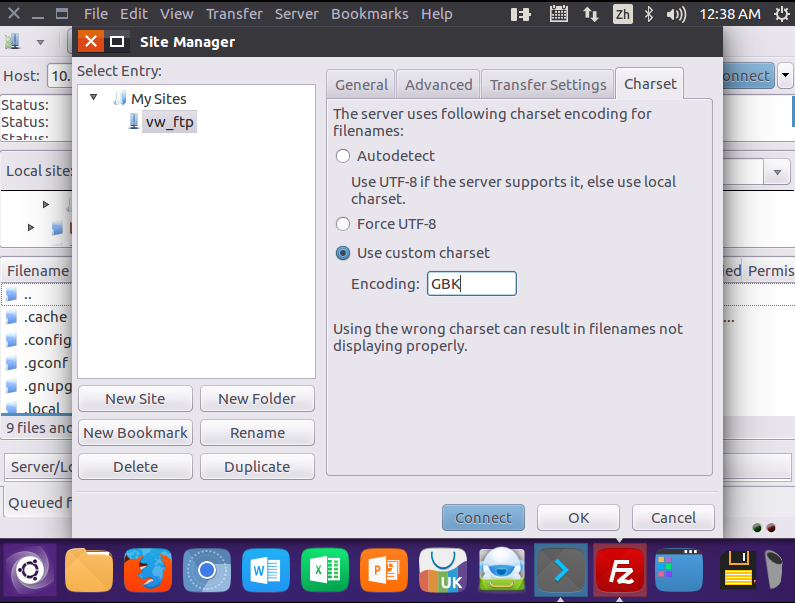 File Edit View Transfer Server Bookmarks Help Zh 12:38 AM
Site Manager
Host: 10.
Select Entry:
My Sites
vw_ftp
General Advanced Transfer Settings Charset
The server uses following charset encoding for
filenames:
Autodetect
Use UTF-8 if the server supports it, else use local
charset.
Force UTF-8
Use custom charset
Encoding: GBK
Using the wrong charset can result in filenames not
displaying properly.
New Site New Folder
New Bookmark Rename
Delete Duplicate
Connect OK Cancel
onnect
Status:
Status:
Status:
Local site:
Filename
ied Permis
..
...
.cache
.config
.gconf
.gnupg
.local
9 files and
Server/Lo
Queued f
W X P UK Fz